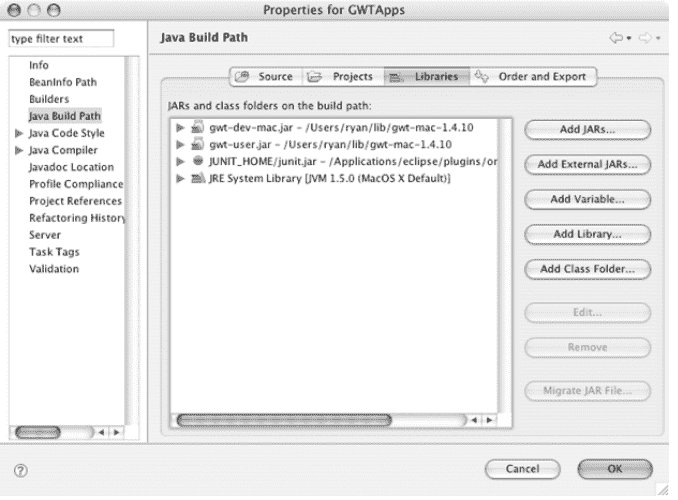 Properties for GWTApps
type filter text
Java Build Path
Info
BeanInfo Path
Builders
Java Build Path
Java Code Style
Java Compiler
Javadoc Location
Profile Compliance
Project References
Refactoring History
Server
Task Tags
Validation
Source Projects Libraries Order and Export
JARs and class folders on the build path:
gwt-dev-mac.jar - /Users/ryan/lib/gwt-mac-1.4.10
gwt-user.jar - /Users/ryan/lib/gwt-mac-1.4.10
JUNIT_HOME/junit.jar - /Applications/eclipse/plugins/or
JRE System Library [JVM 1.5.0 (MacOS X Default)]
Add JARs...
Add External JARs...
Add Variable...
Add Library...
Add Class Folder...
Edit...
Remove
Migrate JAR File...
?
Cancel
OK